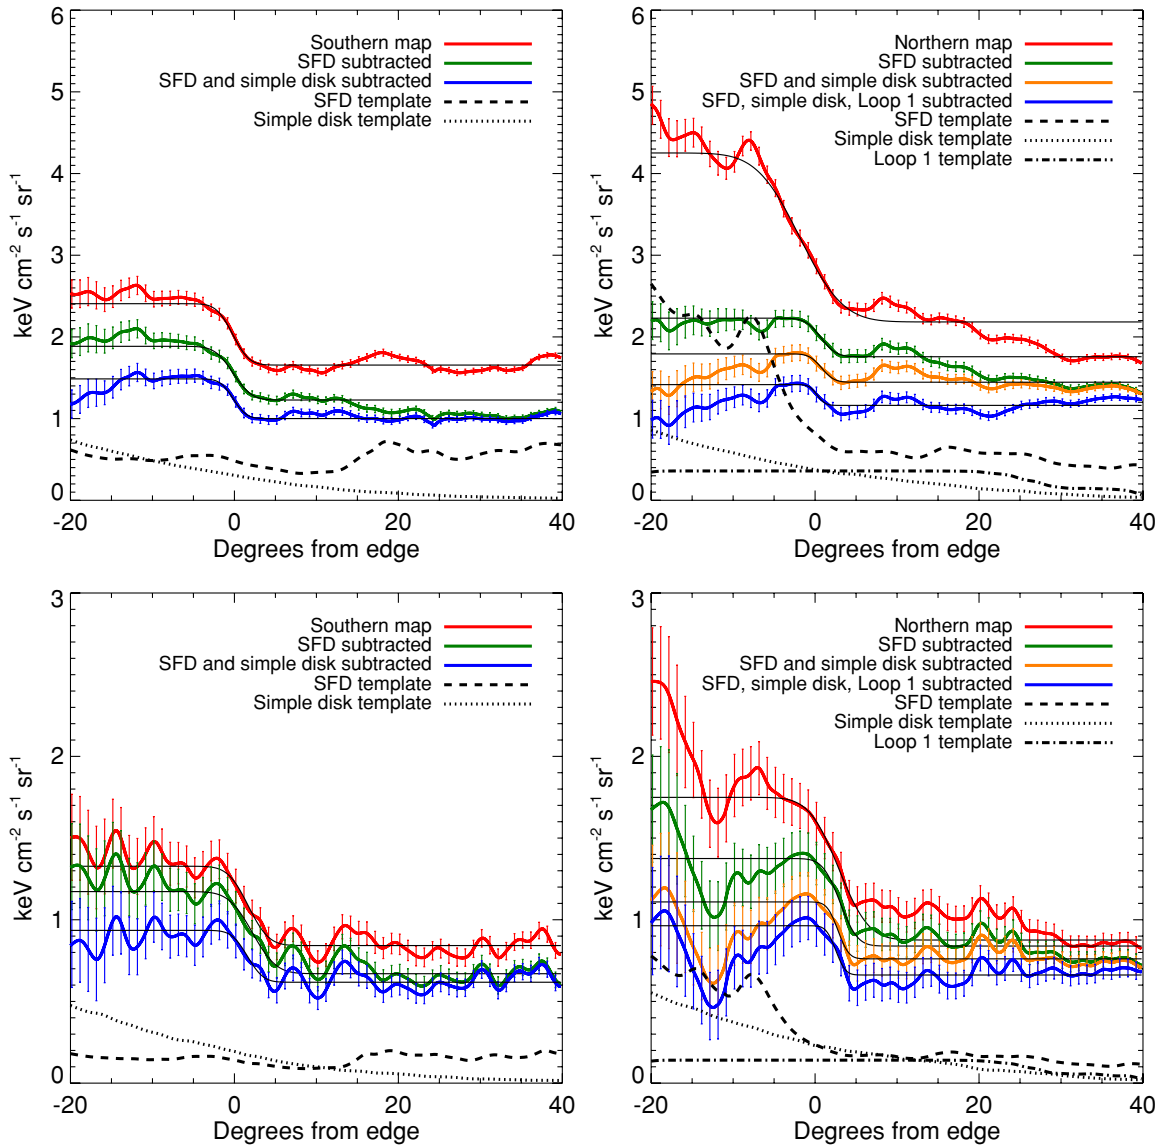 Southern map
SFD subtracted
SFD and simple disk subtracted
SFD template
Simple disk template
keV cm-2 s-1 sr-1
6
5
4
3
2
1
0
-20 0 20 40
Degrees from edge
Northern map
SFD subtracted
SFD and simple disk subtracted
SFD, simple disk, Loop 1 subtracted
SFD template
Simple disk template
Loop 1 template
keV cm-2 s-1 sr-1
6
5
4
3
2
1
0
-20 0 20 40
Degrees from edge
Southern map
SFD subtracted
SFD and simple disk subtracted
SFD template
Simple disk template
keV cm-2 s-1 sr-1
3
2
1
0
-20 0 20 40
Degrees from edge
Northern map
SFD subtracted
SFD and simple disk subtracted
SFD, simple disk, Loop 1 subtracted
SFD template
Simple disk template
Loop 1 template
keV cm-2 s-1 sr-1
3
2
1
0
-20 0 20 40
Degrees from edge